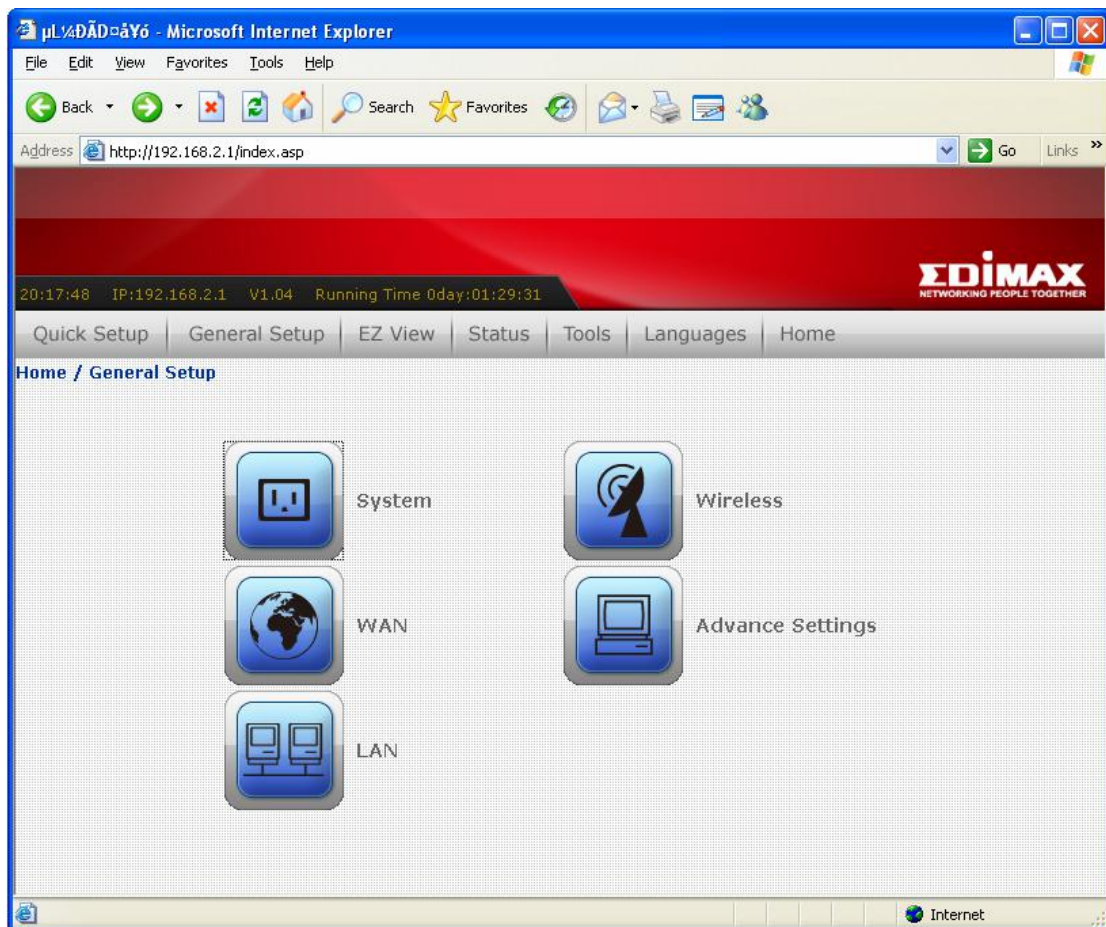 µL¼ÐÃD¤å¥ó - Microsoft Internet Explorer
File Edit View Favorites Tools Help
Back Search Favorites
Address http://192.168.2.1/index.asp Go Links »
EDiMAX
NETWORKING PEOPLE TOGETHER
20:17:48 IP:192.168.2.1 V1.04 Running Time 0day:01:29:31
Quick Setup General Setup EZ View Status Tools Languages Home
Home / General Setup
System Wireless
WAN Advance Settings
LAN
Internet